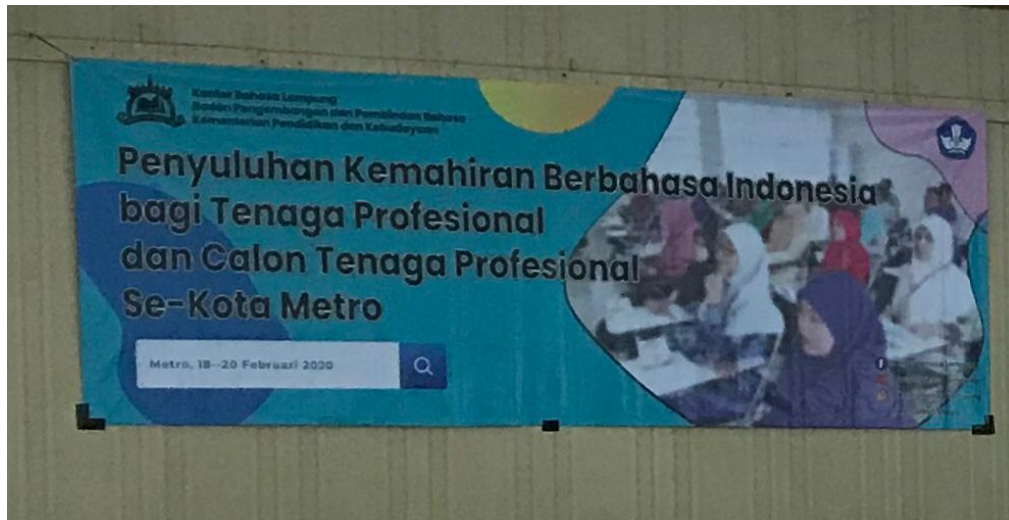 Kantor Bahasa Lampung
Badan Pengembangan dan Pembinaan Bahasa
Kementerian Pendidikan dan Kebudayaan
Penyuluhan Kemahiran Berbahasa Indonesia
bagi Tenaga Profesional
dan Calon Tenaga Profesional
Se-Kota Metro
Metro, 18--20 Februari 2020